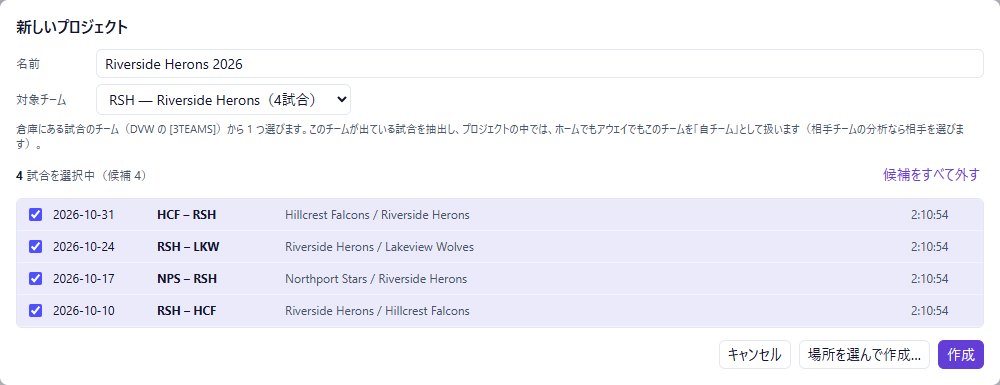 新しいプロジェクト
名前 Riverside Herons 2026
対象チーム RSH — Riverside Herons（4試合）
倉庫にある試合のチーム（DVW の [3TEAMS]）から 1 つ選びます。このチームが出ている試合を抽出し、プロジェクトの中では、ホームでもアウェイでもこのチームを「自チーム」として扱います（相手チームの分析なら相手を選びま
す）。
4 試合を選択中（候補 4） 候補をすべて外す
2026-10-31 HCF – RSH Hillcrest Falcons / Riverside Herons 2:10:54
2026-10-24 RSH – LKW Riverside Herons / Lakeview Wolves 2:10:54
2026-10-17 NPS – RSH Northport Stars / Riverside Herons 2:10:54
2026-10-10 RSH – HCF Riverside Herons / Hillcrest Falcons 2:10:54
キャンセル 場所を選んで作成... 作成